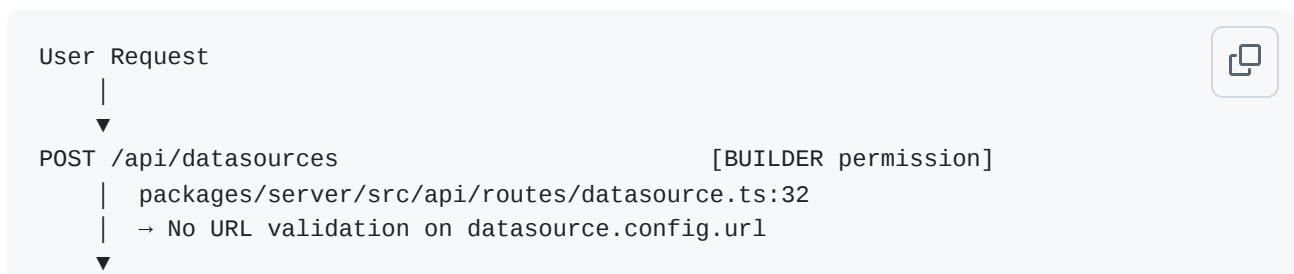 User Request
│
▼
POST /api/datasources [BUILDER permission]
│ packages/server/src/api/routes/datasource.ts:32
│ → No URL validation on datasource.config.url
▼